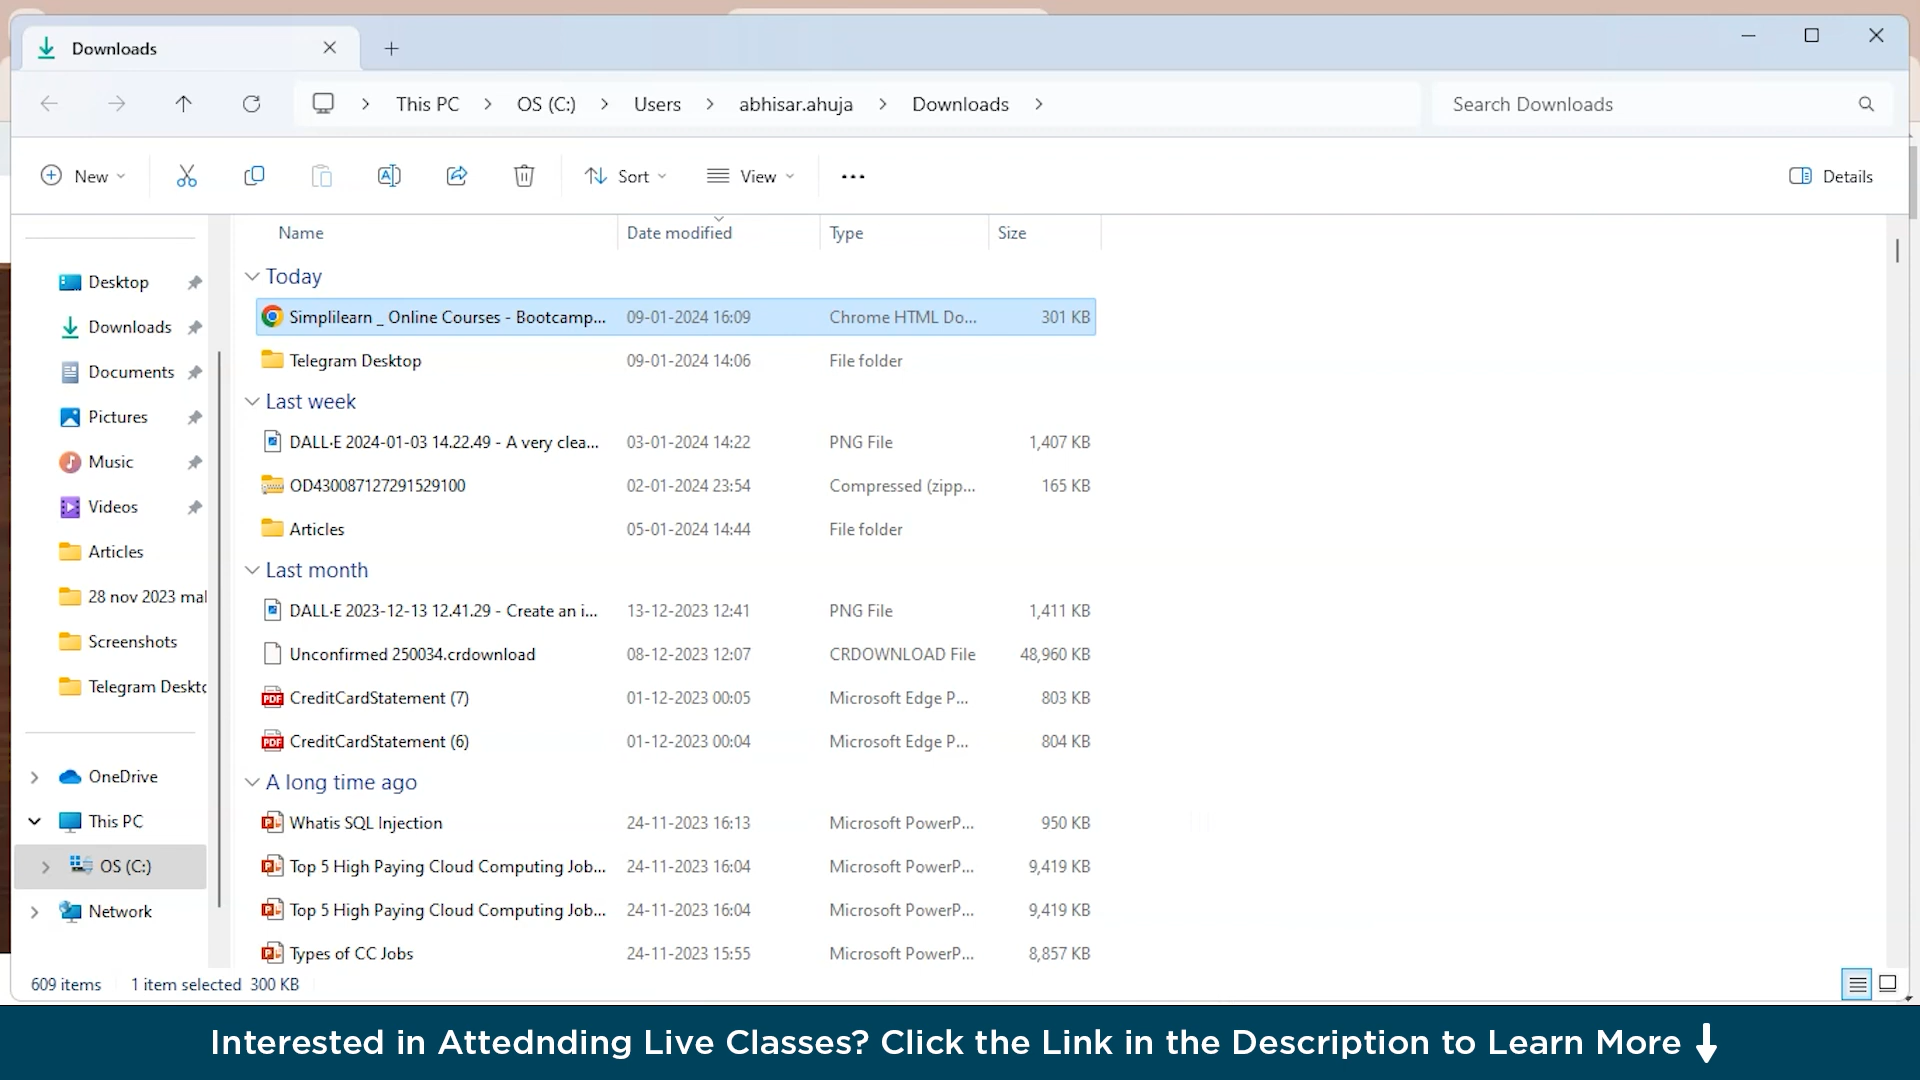 Downloads
This PC > OS (C:) > Users > abhisar.ahuja > Downloads >
Search Downloads
New
Sort
View
Details
Name Date modified Type Size
Desktop
Downloads
Documents
Pictures
Music
Videos
Articles
28 nov 2023 mal
Screenshots
Telegram Deskto
OneDrive
This PC
OS (C:)
Network
Today
Simplilearn _ Online Courses - Bootcamp... 09-01-2024 16:09 Chrome HTML Do... 301 KB
Telegram Desktop 09-01-2024 14:06 File folder
Last week
DALL·E 2024-01-03 14.22.49 - A very clea... 03-01-2024 14:22 PNG File 1,407 KB
OD430087127291529100 02-01-2024 23:54 Compressed (zipp... 165 KB
Articles 05-01-2024 14:44 File folder
Last month
DALL·E 2023-12-13 12.41.29 - Create an i... 13-12-2023 12:41 PNG File 1,411 KB
Unconfirmed 250034.crdownload 08-12-2023 12:07 CRDOWNLOAD File 48,960 KB
CreditCardStatement (7) 01-12-2023 00:05 Microsoft Edge P... 803 KB
CreditCardStatement (6) 01-12-2023 00:04 Microsoft Edge P... 804 KB
A long time ago
Whatis SQL Injection 24-11-2023 16:13 Microsoft PowerP... 950 KB
Top 5 High Paying Cloud Computing Job... 24-11-2023 16:04 Microsoft PowerP... 9,419 KB
Top 5 High Paying Cloud Computing Job... 24-11-2023 16:04 Microsoft PowerP... 9,419 KB
Types of CC Jobs 24-11-2023 15:55 Microsoft PowerP... 8,857 KB
609 items 1 item selected 300 KB
Interested in Attednding Live Classes? Click the Link in the Description to Learn More